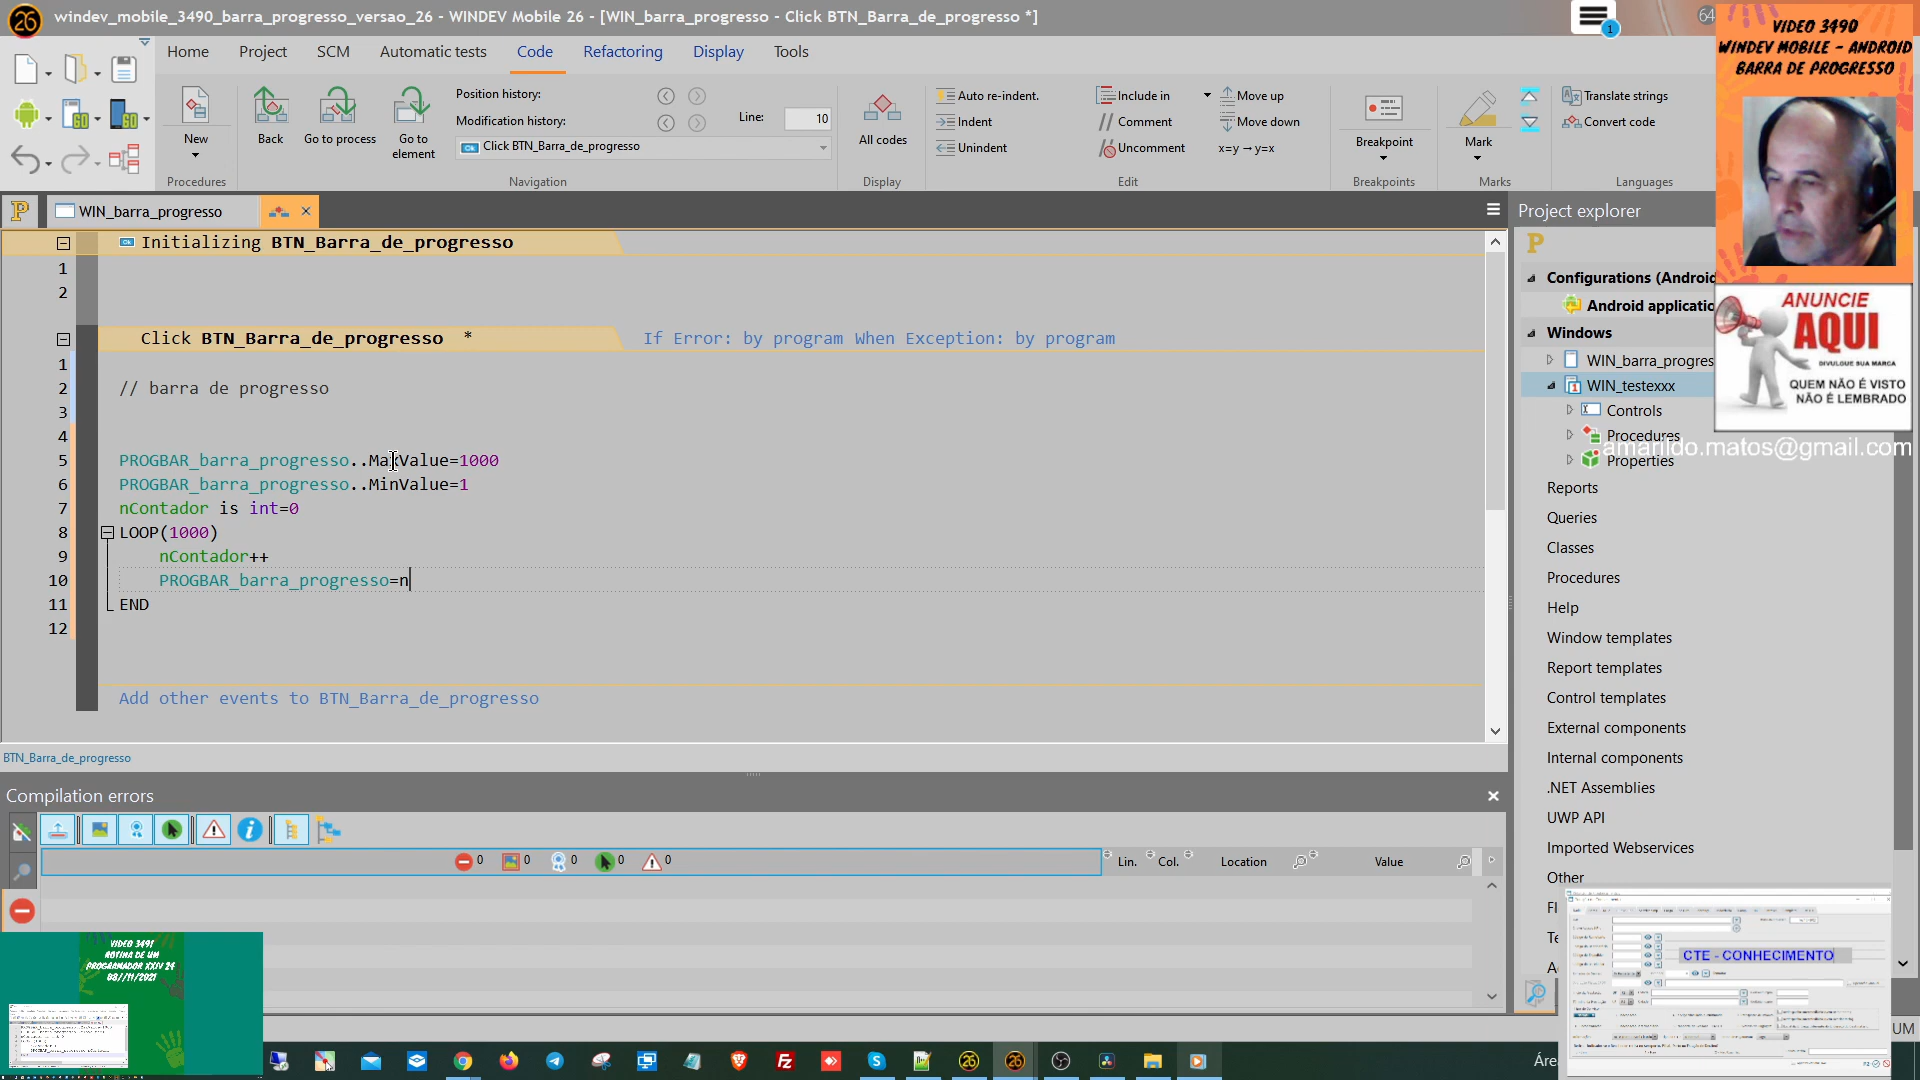 windev_mobile_3490_barra_progresso_versao_26 - WINDEV Mobile 26 - [WIN_barra_progresso - Click BTN_Barra_de_progresso *]
26
1
64
Home
Project
SCM
Automatic tests
Code
Refactoring
Display
Tools
New
Back
Go to process
Go to element
Position history:
Modification history:
Line:
10
Click BTN_Barra_de_progresso
All codes
Auto re-indent.
Indent
Unindent
Include in
Comment
Uncomment
Move up
Move down
x=y→y=x
Breakpoint
Mark
Translate strings
Convert code
Procedures
Navigation
Display
Edit
Breakpoints
Marks
Languages
WIN_barra_progresso
Project explorer
Initializing BTN_Barra_de_progresso
1
2
Click BTN_Barra_de_progresso *
If Error: by program When Exception: by program
1
2 // barra de progresso
3
4
5 PROGBAR_barra_progresso..MaxValue=1000
6 PROGBAR_barra_progresso..MinValue=1
7 nContador is int=0
8 LOOP(1000)
9 nContador++
10 PROGBAR_barra_progresso=n
11 END
12
Add other events to BTN_Barra_de_progresso
BTN_Barra_de_progresso
Compilation errors
0
0
0
0
0
Lin.
Col.
Location
Value
Configurations (Android
Android applicatio
Windows
WIN_barra_progres
WIN_testexxx
Controls
Procedures
Properties
Reports
Queries
Classes
Procedures
Help
Window templates
Report templates
Control templates
External components
Internal components
.NET Assemblies
UWP API
Imported Webservices
Other
VIDEO 3490
WINDEV MOBILE - ANDROID
BARRA DE PROGRESSO
ANUNCIE
AQUI
DIVULGUE SUA MARCA
QUEM NÃO É VISTO
NÃO É LEMBRADO
amarildo.matos@gmail.com
CTE - CONHECIMENTO
VIDEO 3491
ROTINA DE UM
PROGRAMADOR XXIV 24
08//11/2021
Áre
UM